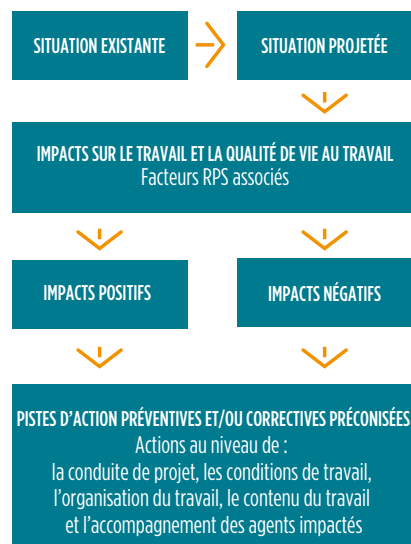 SITUATION EXISTANTE
SITUATION PROJETÉE
IMPACTS SUR LE TRAVAIL ET LA QUALITÉ DE VIE AU TRAVAIL
Facteurs RPS associés
IMPACTS POSITIFS
IMPACTS NÉGATIFS
PISTES D'ACTION PRÉVENTIVES ET/OU CORRECTIVES PRÉCONISÉES
Actions au niveau de :
la conduite de projet, les conditions de travail,
l'organisation du travail, le contenu du travail
et l'accompagnement des agents impactés